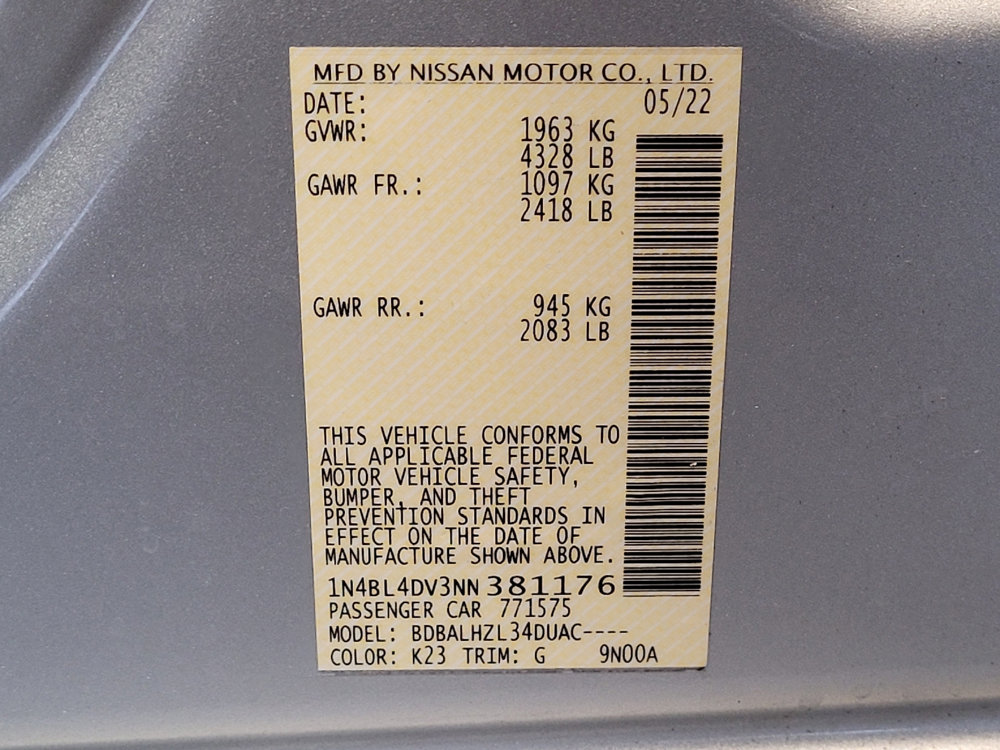 MFD BY NISSAN MOTOR CO., LTD.
DATE: 05/22
GVWR: 1963 KG
4328 LB
GAWR FR.: 1097 KG
2418 LB
GAWR RR.: 945 KG
2083 LB
THIS VEHICLE CONFORMS TO
ALL APPLICABLE FEDERAL
MOTOR VEHICLE SAFETY,
BUMPER, AND THEFT
PREVENTION STANDARDS IN
EFFECT ON THE DATE OF
MANUFACTURE SHOWN ABOVE.
1N4BL4DV3NN381176
PASSENGER CAR 771575
MODEL: BDBALHZL34DUAC----
COLOR: K23 TRIM: G 9N00A